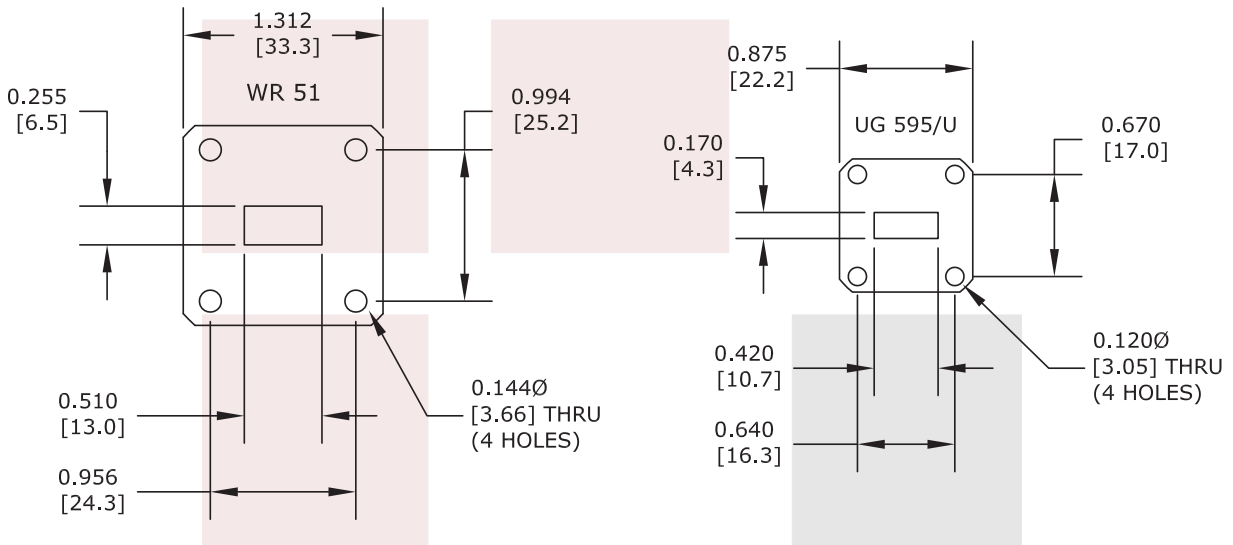 1.312
[33.3]
WR 51
0.255
[6.5]
0.994
[25.2]
0.510
[13.0]
0.956
[24.3]
0.144Ø
[3.66] THRU
(4 HOLES)
0.875
[22.2]
UG 595/U
0.170
[4.3]
0.670
[17.0]
0.420
[10.7]
0.640
[16.3]
0.120Ø
[3.05] THRU
(4 HOLES)